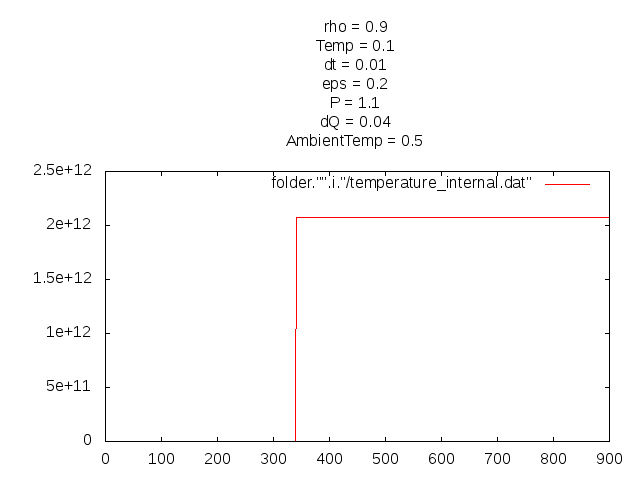 rho = 0.9
Temp = 0.1
dt = 0.01
eps = 0.2
P = 1.1
dQ = 0.04
AmbientTemp = 0.5
2.5e+12
folder."".i."/temperature_internal.dat"
2e+12
1.5e+12
1e+12
5e+11
0
0 100 200 300 400 500 600 700 800 900